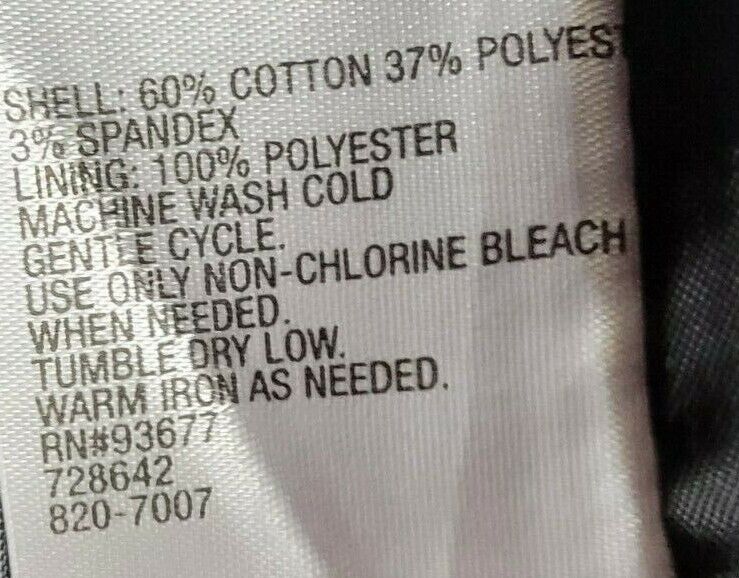 SHELL: 60% COTTON 37% POLYEST
3% SPANDEX
LINING: 100% POLYESTER
MACHINE WASH COLD
GENTLE CYCLE.
USE ONLY NON-CHLORINE BLEACH
WHEN NEEDED.
TUMBLE DRY LOW.
WARM IRON AS NEEDED.
RN#93677
728642
820-7007